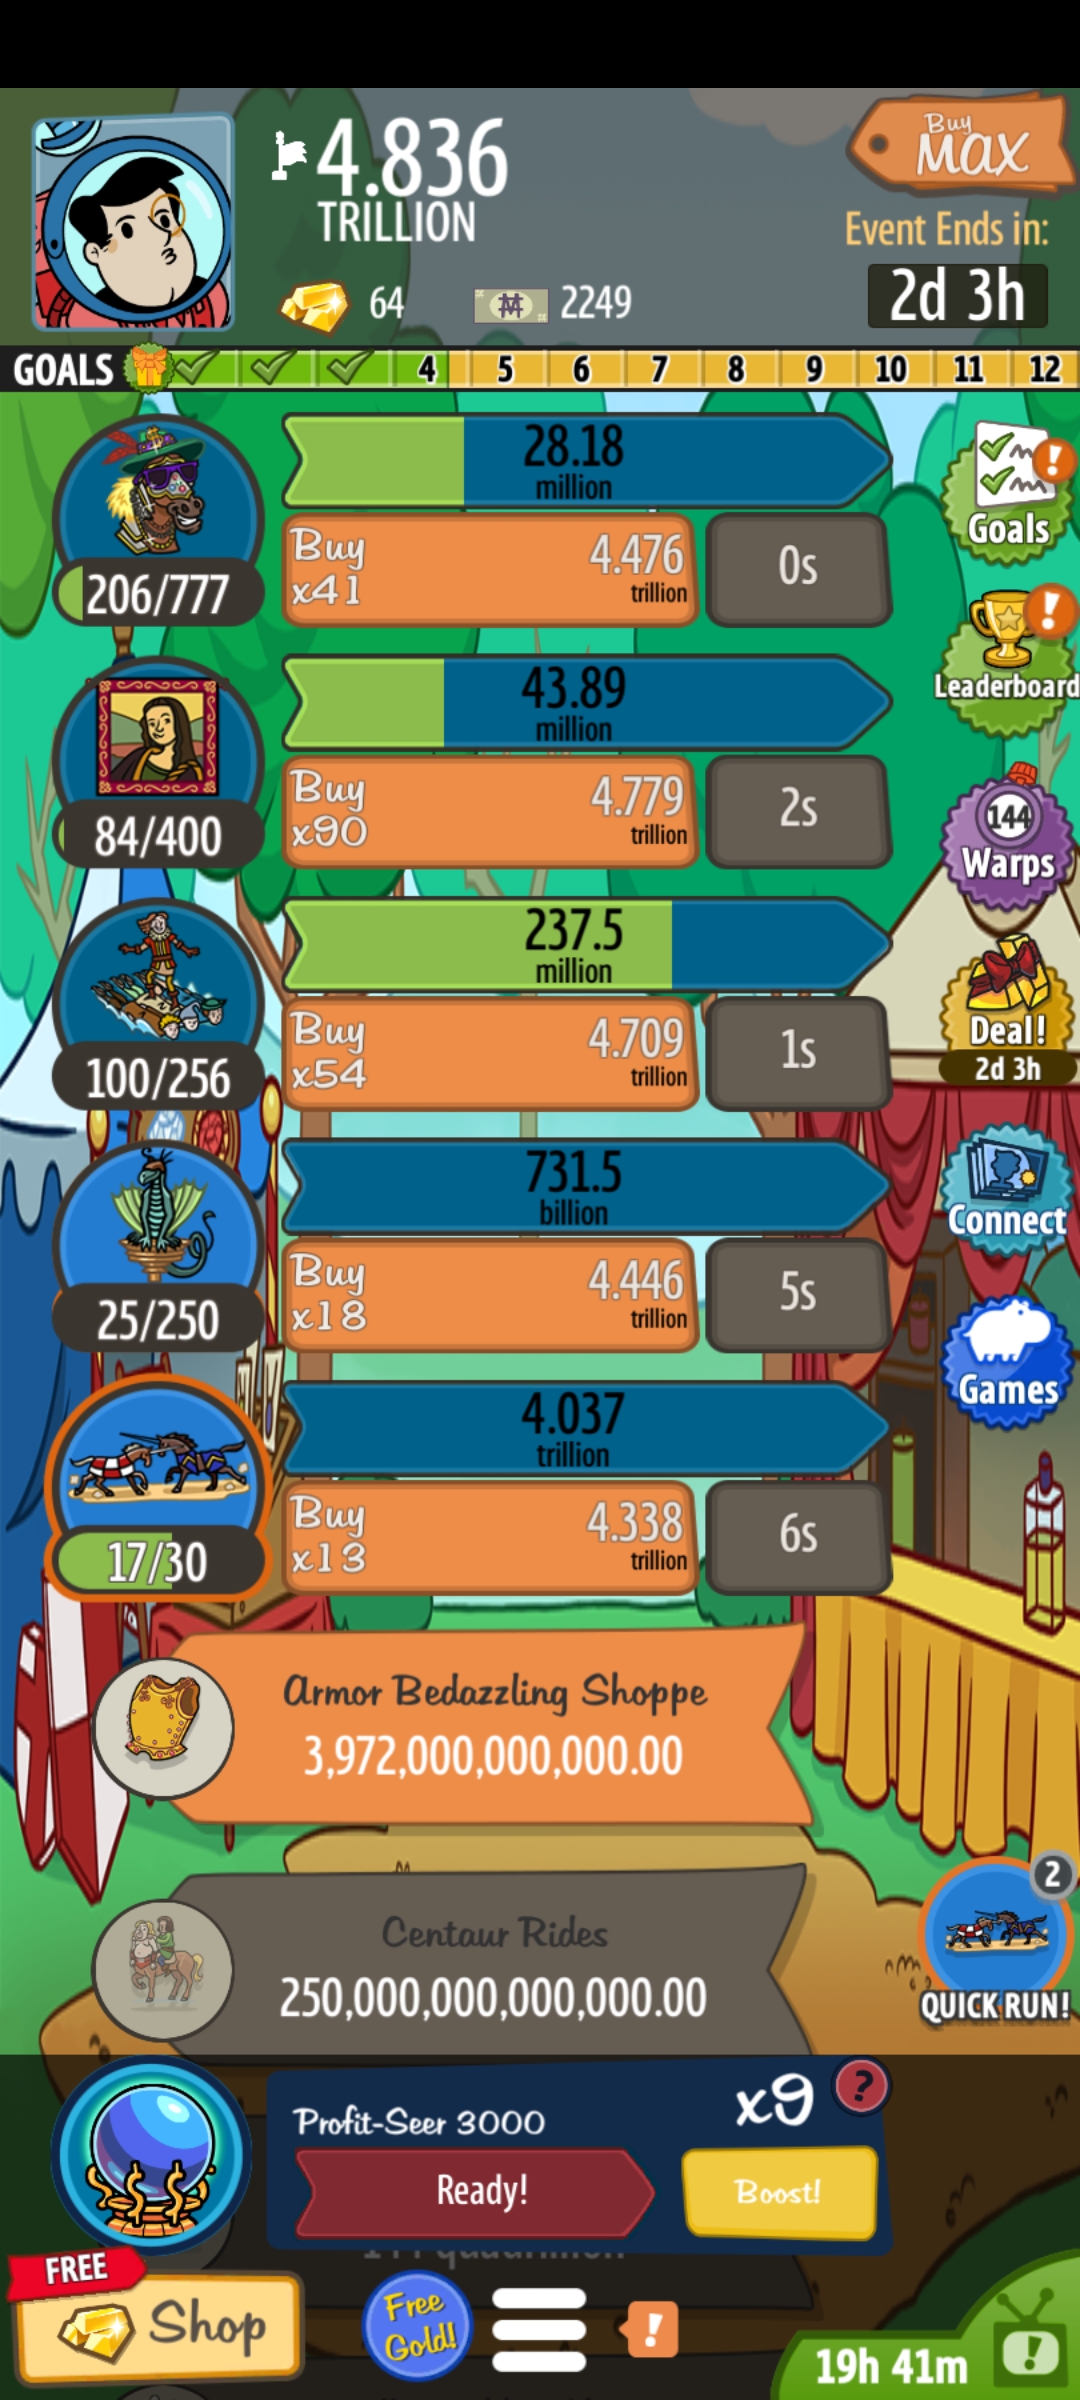 4.836
TRILLION
64
2249
Buy
MAX
Event Ends in:
2d 3h
GOALS 4 5 6 7 8 9 10 11 12
28.18
million
Buy
x41
4.476
trillion
0s
206/777
Goals
43.89
million
Buy
x90
4.779
trillion
2s
84/400
Leaderboard
144
Warps
237.5
million
Buy
x54
4.709
trillion
1s
100/256
Deal!
2d 3h
731.5
billion
Buy
x18
4.446
trillion
5s
25/250
Connect
Games
4.037
trillion
Buy
x13
4.338
trillion
6s
17/30
Armor Bedazzling Shoppe
3,972,000,000,000.00
Centaur Rides
250,000,000,000,000.00
2
QUICK RUN!
Profit-Seer 3000
x9
?
Ready!
Boost!
FREE
Shop
Free
Gold!
!
19h 41m